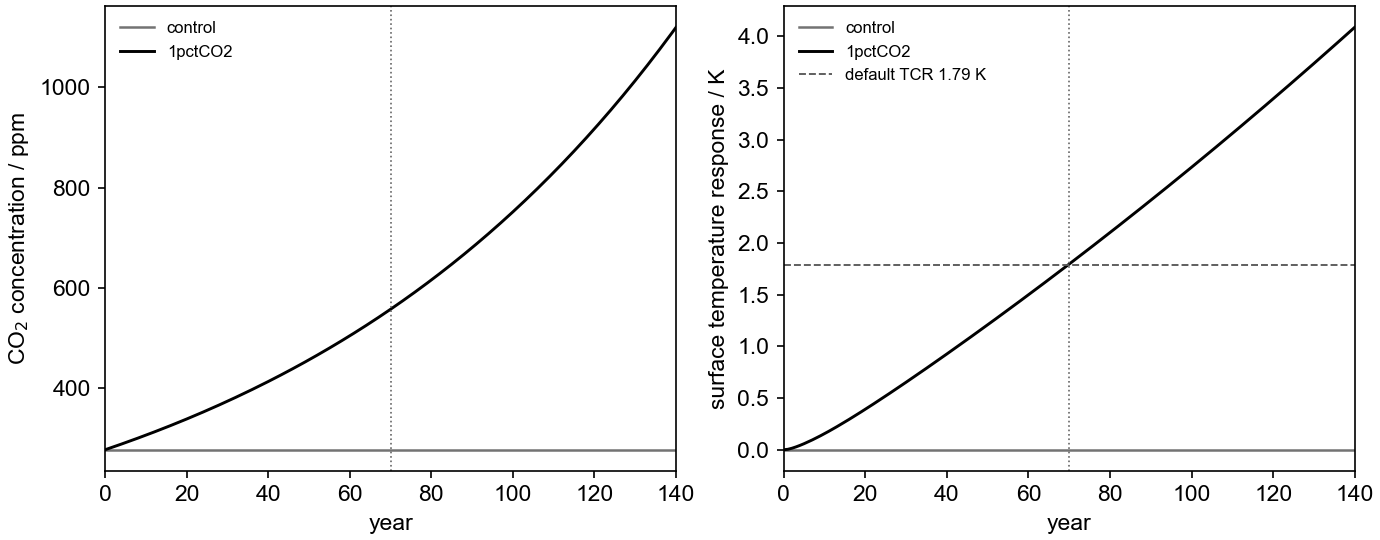 control
1pctCO2
CO₂ concentration / ppm
1000
800
600
400
0 20 40 60 80 100 120 140
year
control
1pctCO2
default TCR 1.79 K
surface temperature response / K
4.0
3.5
3.0
2.5
2.0
1.5
1.0
0.5
0.0
0 20 40 60 80 100 120 140
year